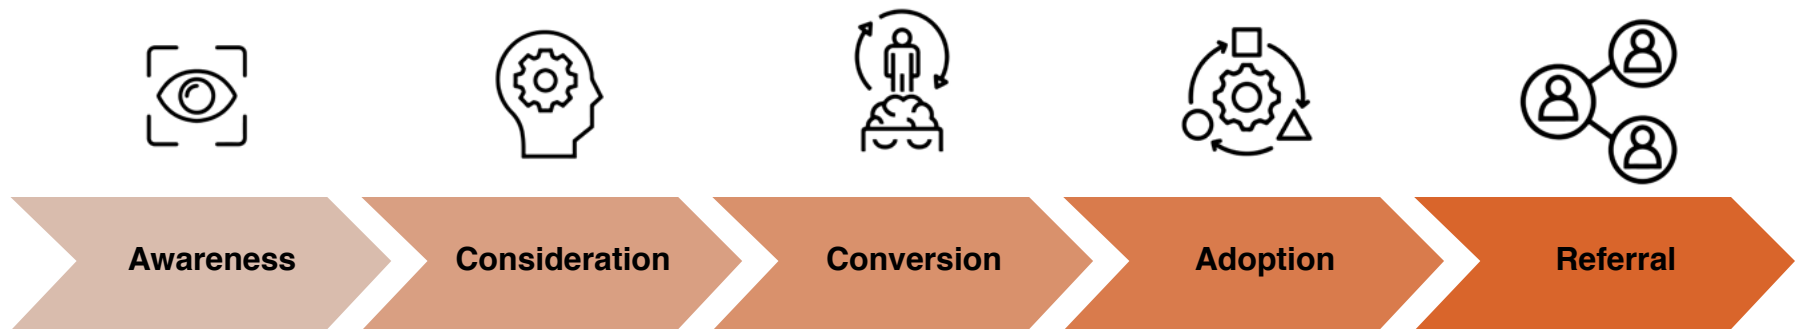 Awareness
Consideration
Conversion
Adoption
Referral